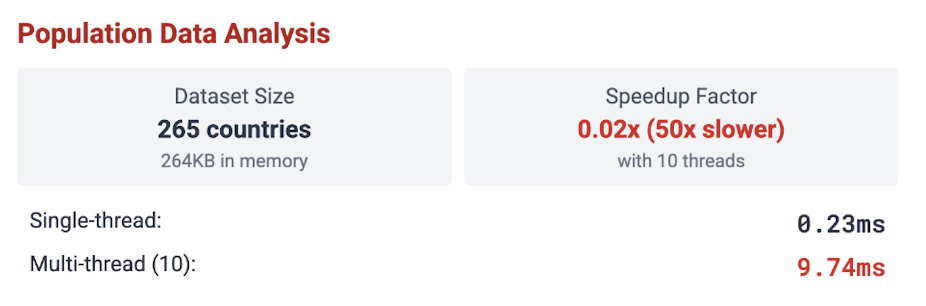 Population Data Analysis
Dataset Size
265 countries
264KB in memory
Speedup Factor
0.02x (50x slower)
with 10 threads
Single-thread: 0.23ms
Multi-thread (10): 9.74ms